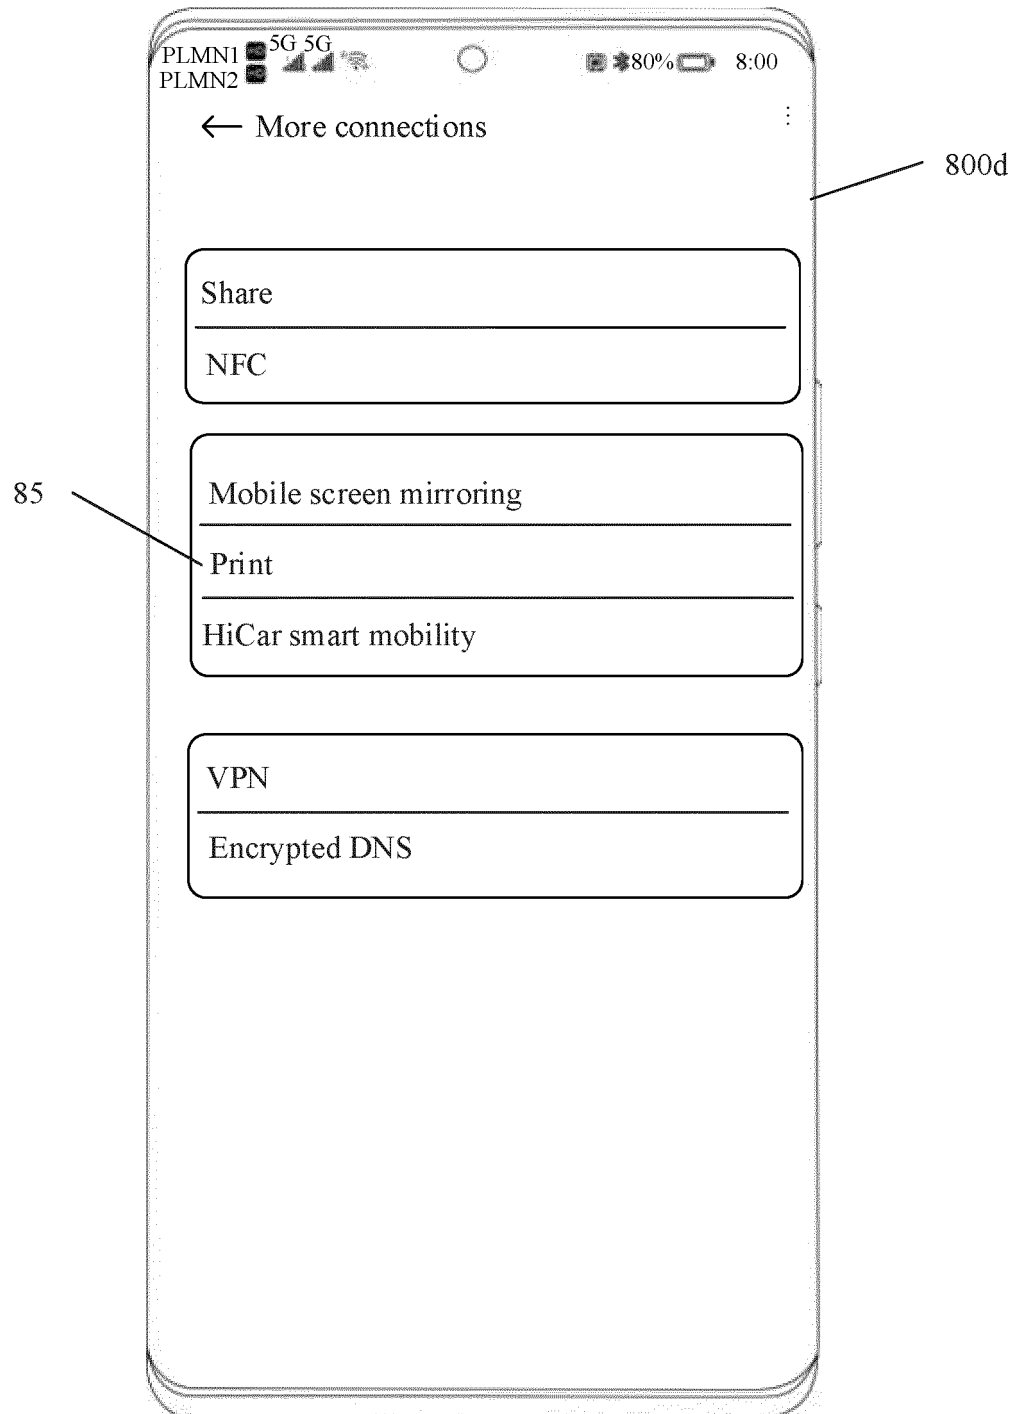 PLMN1 5G 5G
PLMN2
80% 8:00
← More connections
800d
Share
NFC
85
Mobile screen mirroring
Print
HiCar smart mobility
VPN
Encrypted DNS